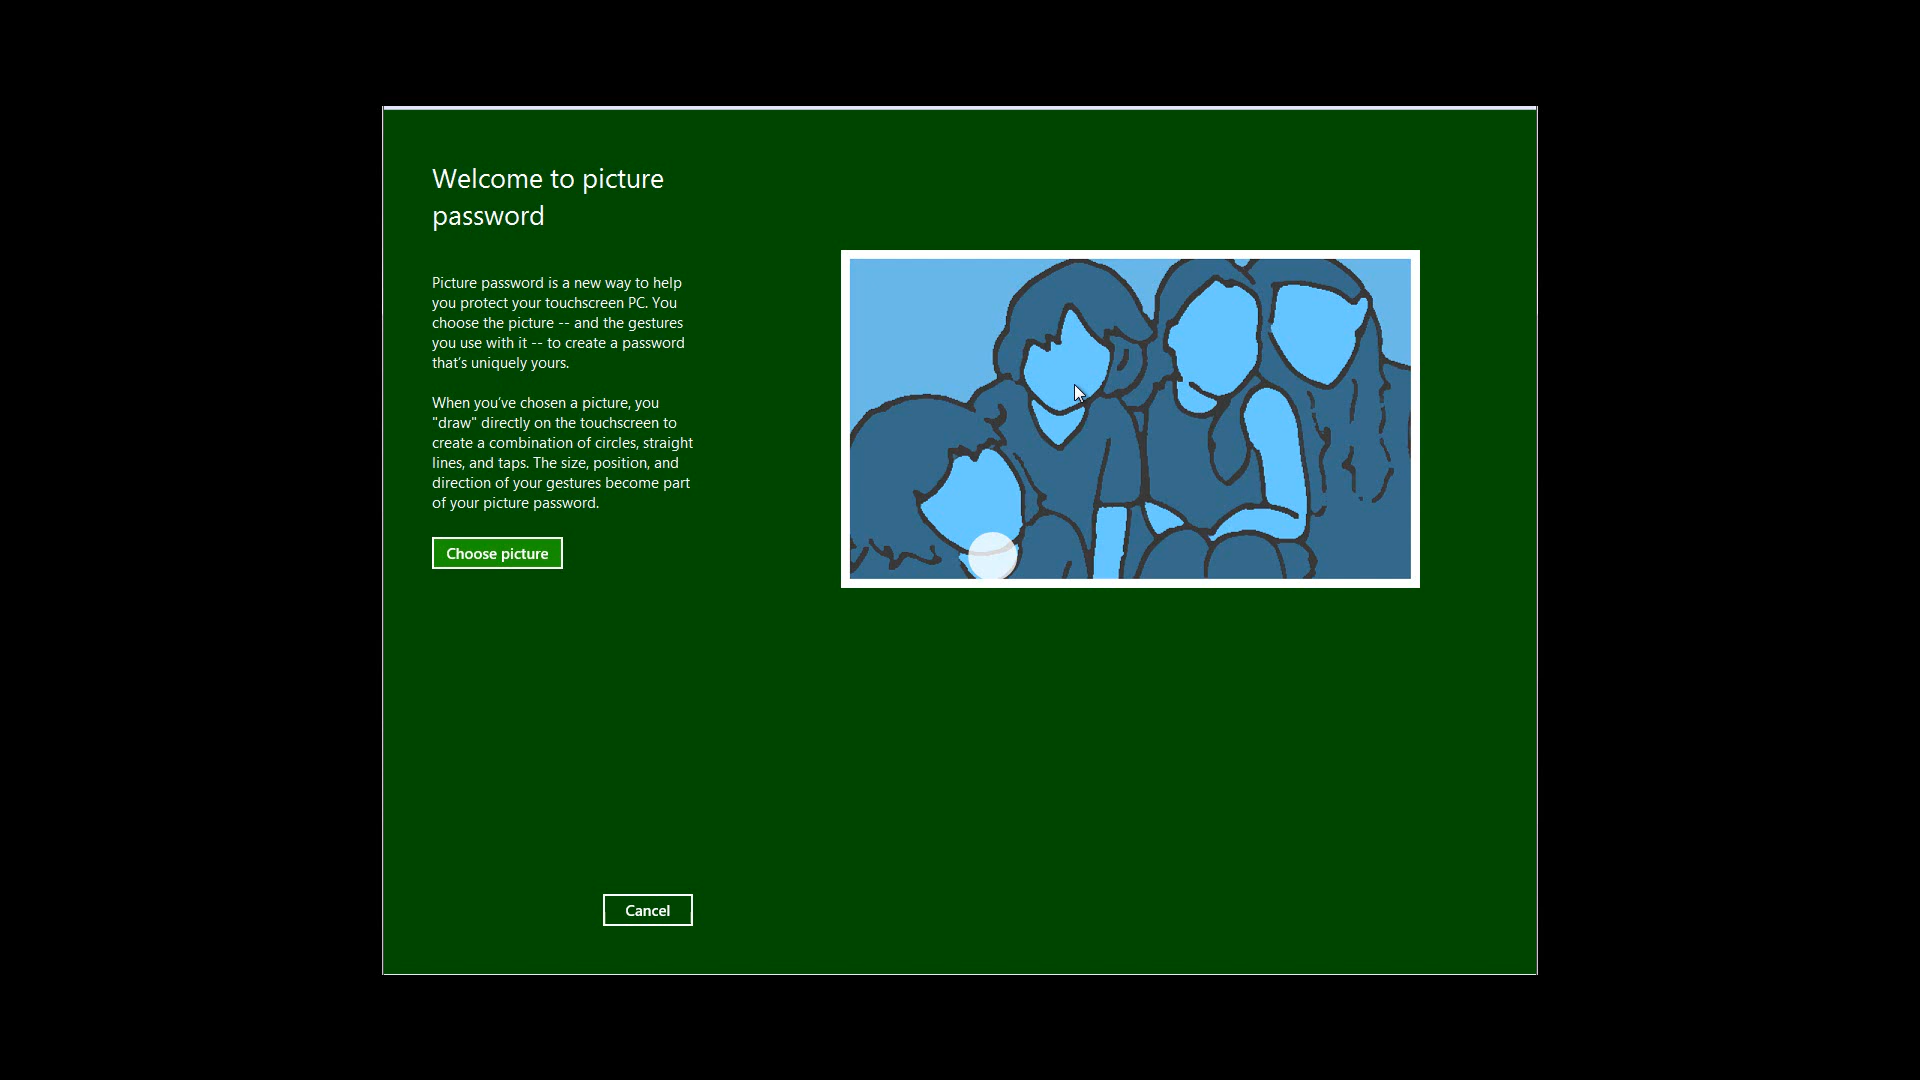 Welcome to picture
password
Picture password is a new way to help
you protect your touchscreen PC. You
choose the picture -- and the gestures
you use with it -- to create a password
that's uniquely yours.
When you've chosen a picture, you
"draw" directly on the touchscreen to
create a combination of circles, straight
lines, and taps. The size, position, and
direction of your gestures become part
of your picture password.
Choose picture
Cancel